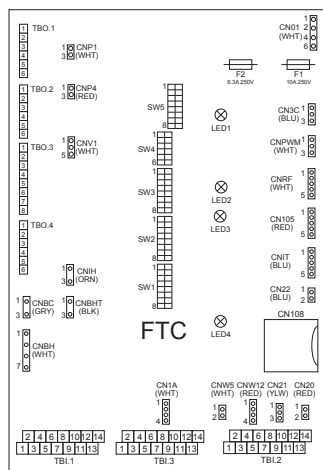 TBO.1
1
2
3
4
5
6
1
3
CNP1
(WHT)
TBO.2
1
2
3
4
5
6
1
3
CNP4
(RED)
TBO.3
1
2
3
4
5
6
7
8
1
5
CNV1
(WHT)
TBO.4
1
2
3
4
5
6
1
3
CNIH
(ORN)
1
3
CNBC
(GRY)
1
3
CNBHT
(BLK)
1
7
CNBH
(WHT)
1
8
SW5
1
6
SW4
1
8
SW3
1
8
SW2
1
8
SW1
FTC
LED1
LED2
LED3
LED4
CN01
(WHT)
1
2
4
6
F2
6.3A 250V
F1
10A 250V
CN3C
(BLU)
1
3
CNPWM
(WHT)
1
3
CNRF
(WHT)
1
5
CN105
(RED)
1
5
CNIT
(BLU)
1
5
CN22
(BLU)
1
2
CN108
CN1A
(WHT)
1
4
CNW5
(WHT)
1
2
CNW12
(RED)
1
4
CN21
(YLW)
1
3
CN20
(RED)
1
2
2 4 6 8 10 12 14
1 3 5 7 9 11 13
TBI.1
2 4 6 8 10 12 14
1 3 5 7 9 11 13
TBI.3
2 4 6 8 10 12 14
1 3 5 7 9 11 13
TBI.2